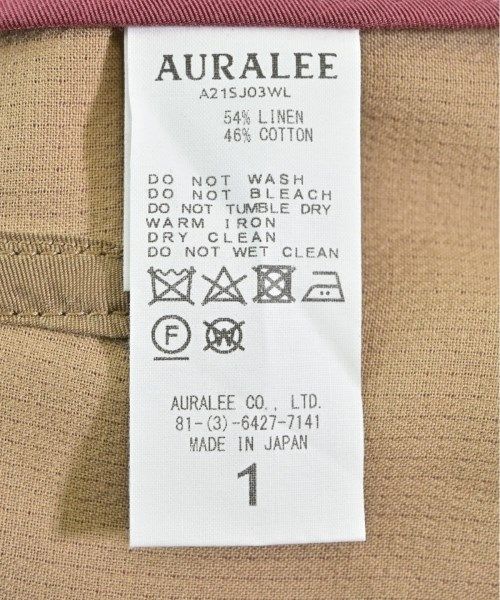 AURALEE
A21SJ03WL
54% LINEN
46% COTTON
DO NOT WASH
DO NOT BLEACH
DO NOT TUMBLE DRY
WARM IRON
DRY CLEAN
DO NOT WET CLEAN
F W
AURALEE CO., LTD.
81-(3)-6427-7141
MADE IN JAPAN
1